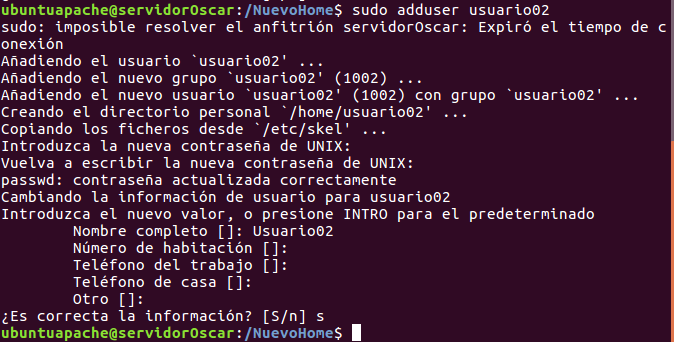 ubuntuapache@servidorOscar:/NuevoHome$ sudo adduser usuario02
sudo: imposible resolver el anfitrión servidorOscar: Expiró el tiempo de c
onexión
Añadiendo el usuario `usuario02' ...
Añadiendo el nuevo grupo `usuario02' (1002) ...
Añadiendo el nuevo usuario `usuario02' (1002) con grupo `usuario02' ...
Creando el directorio personal `/home/usuario02' ...
Copiando los ficheros desde `/etc/skel' ...
Introduzca la nueva contraseña de UNIX:
Vuelva a escribir la nueva contraseña de UNIX:
passwd: contraseña actualizada correctamente
Cambiando la información de usuario para usuario02
Introduzca el nuevo valor, o presione INTRO para el predeterminado
        Nombre completo []: Usuario02
        Número de habitación []:
        Teléfono del trabajo []:
        Teléfono de casa []:
        Otro []:
¿Es correcta la información? [S/n] s
ubuntuapache@servidorOscar:/NuevoHome$